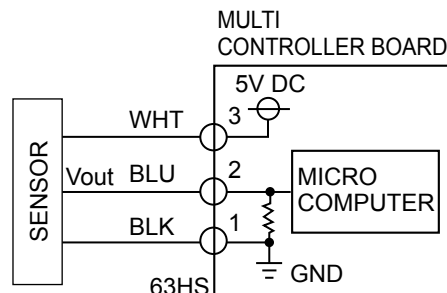 MULTI
CONTROLLER BOARD
5V DC
WHT
3
Vout
BLU
2
MICRO
COMPUTER
SENSOR
BLK
1
GND
63HS